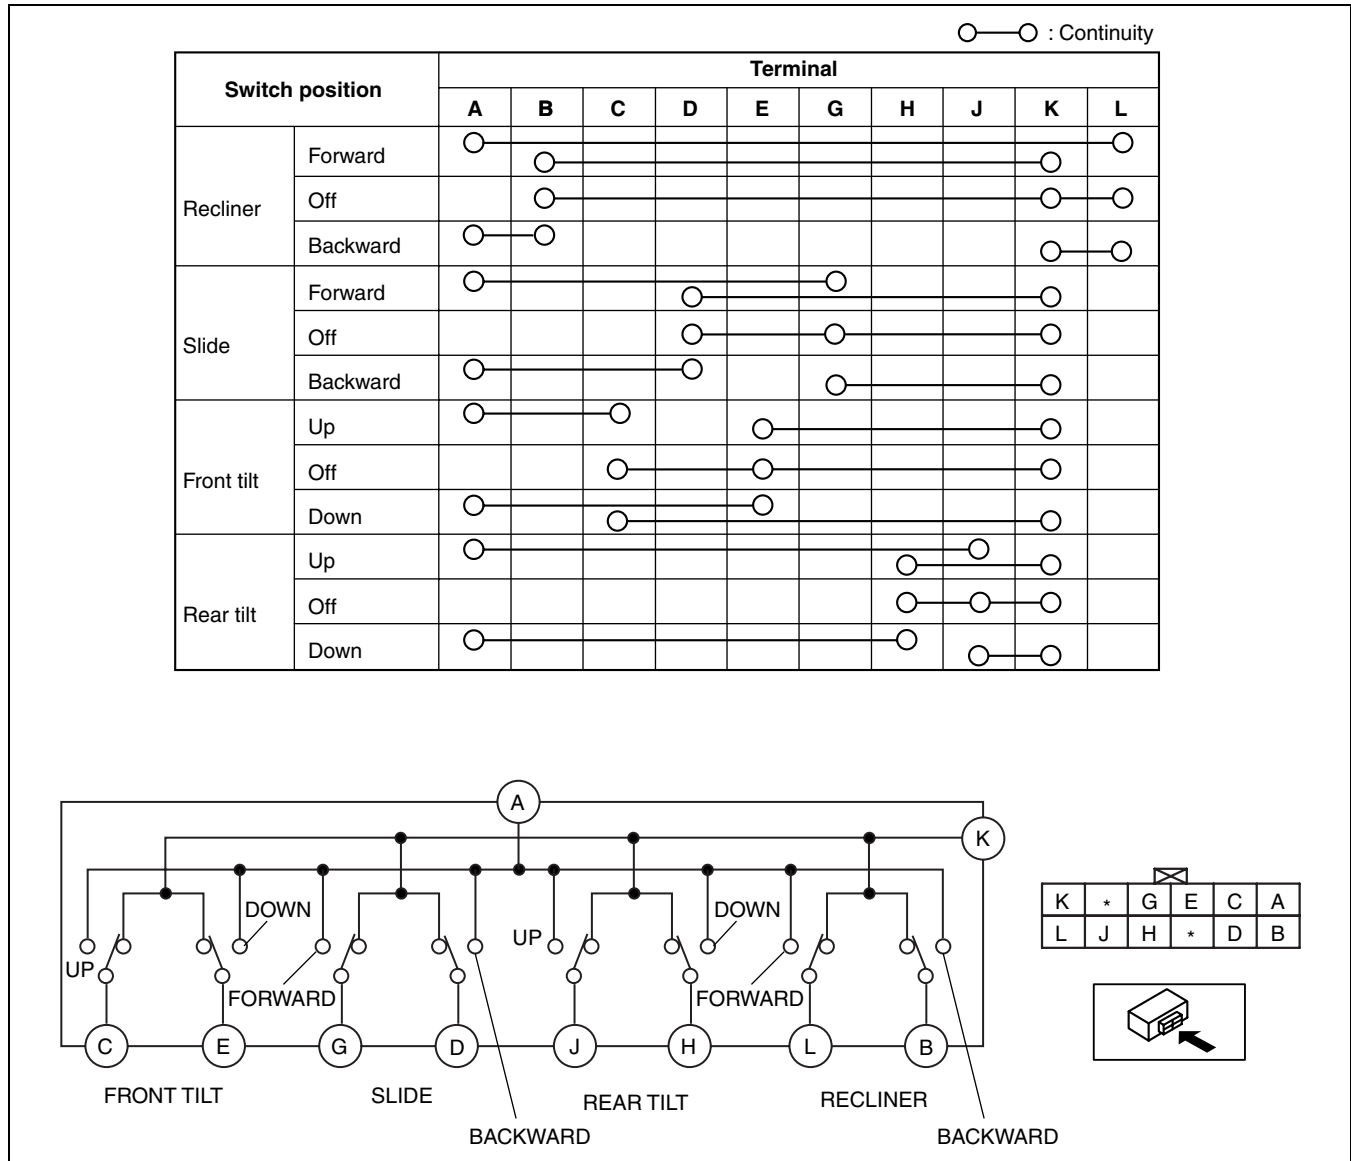 : Continuity
Switch position
Terminal
A B C D E G H J K L
Recliner
Forward
Off
Backward
Slide
Forward
Off
Backward
Front tilt
Up
Off
Down
Rear tilt
Up
Off
Down
A
K
DOWN
DOWN
UP
UP
FORWARD
FORWARD
C E G D J H L B
FRONT TILT
SLIDE
REAR TILT
RECLINER
BACKWARD
BACKWARD
K * G E C A
L J H * D B